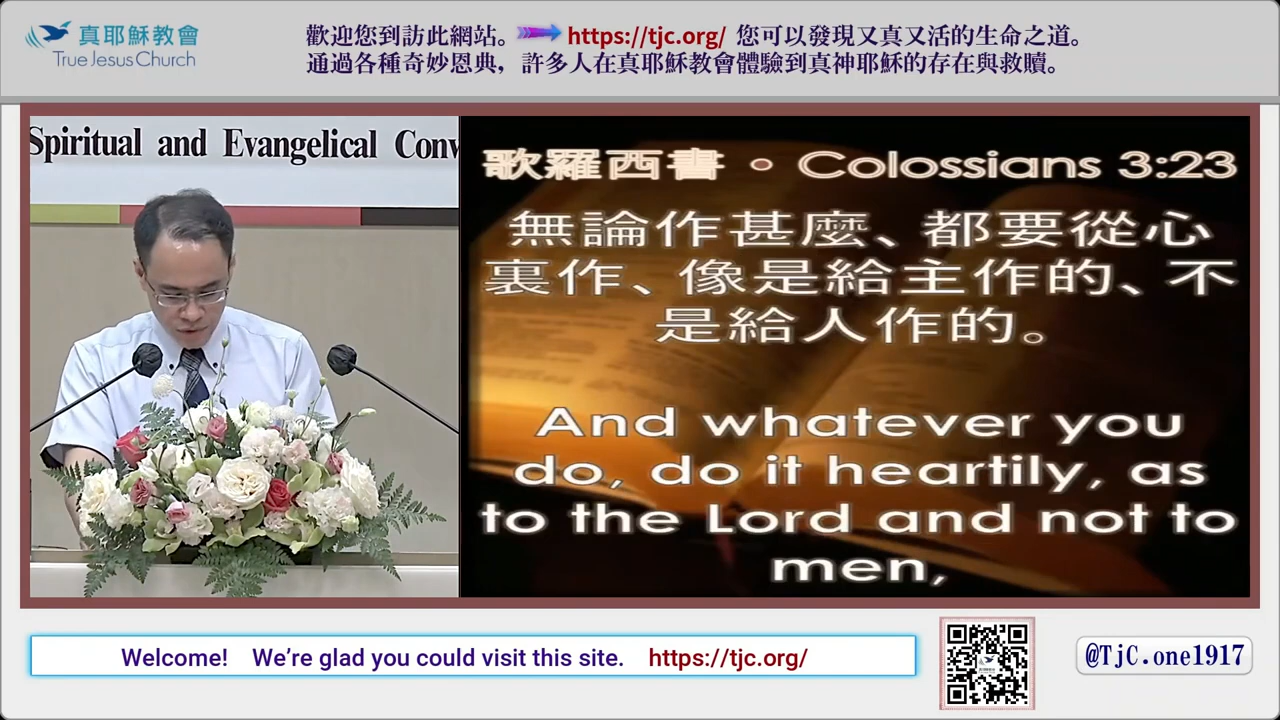 真耶穌教會
True Jesus Church
歡迎您到訪此網站。 https://tjc.org/ 您可以發現又真又活的生命之道。
通過各種奇妙恩典，許多人在真耶穌教會體驗到真神耶穌的存在與救贖。
Spiritual and Evangelical Conv
歌羅西書 • Colossians 3:23
無論作甚麼、都要從心
裏作、像是給主作的、不
是給人作的。
And whatever you
do, do it heartily, as
to the Lord and not to
men,
Welcome! We’re glad you could visit this site. https://tjc.org/
@TjC.one1917